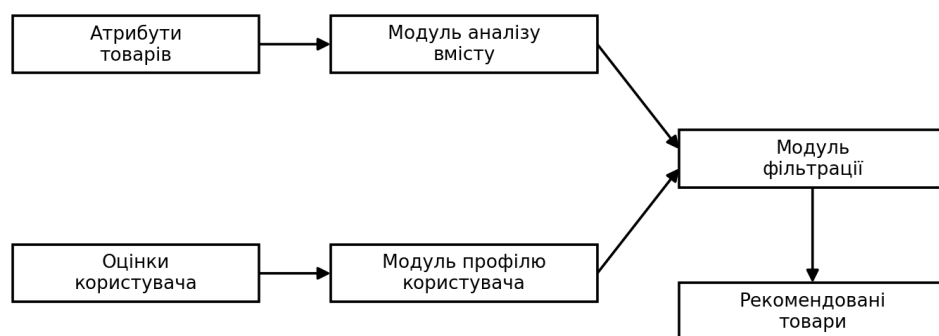 Атрибути
товарів
Модуль аналізу
вмісту
Модуль
фільтрації
Оцінки
користувача
Модуль профілю
користувача
Рекомендовані
товари